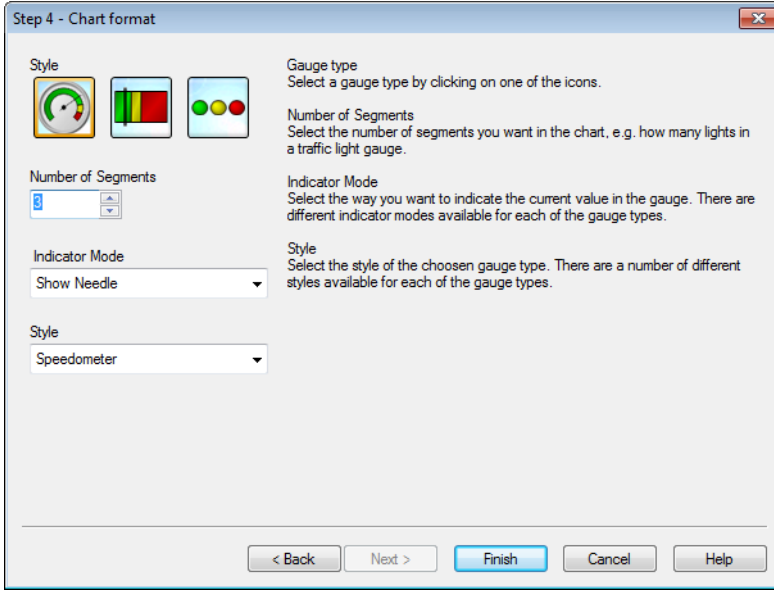 Step 4 - Chart format
Style
Number of Segments
3
Indicator Mode
Show Needle
Style
Speedometer
Gauge type
Select a gauge type by clicking on one of the icons.
Number of Segments
Select the number of segments you want in the chart, e.g. how many lights in
a traffic light gauge.
Indicator Mode
Select the way you want to indicate the current value in the gauge. There are
different indicator modes available for each of the gauge types.
Style
Select the style of the choosen gauge type. There are a number of different
styles available for each of the gauge types.
< Back
Next >
Finish
Cancel
Help